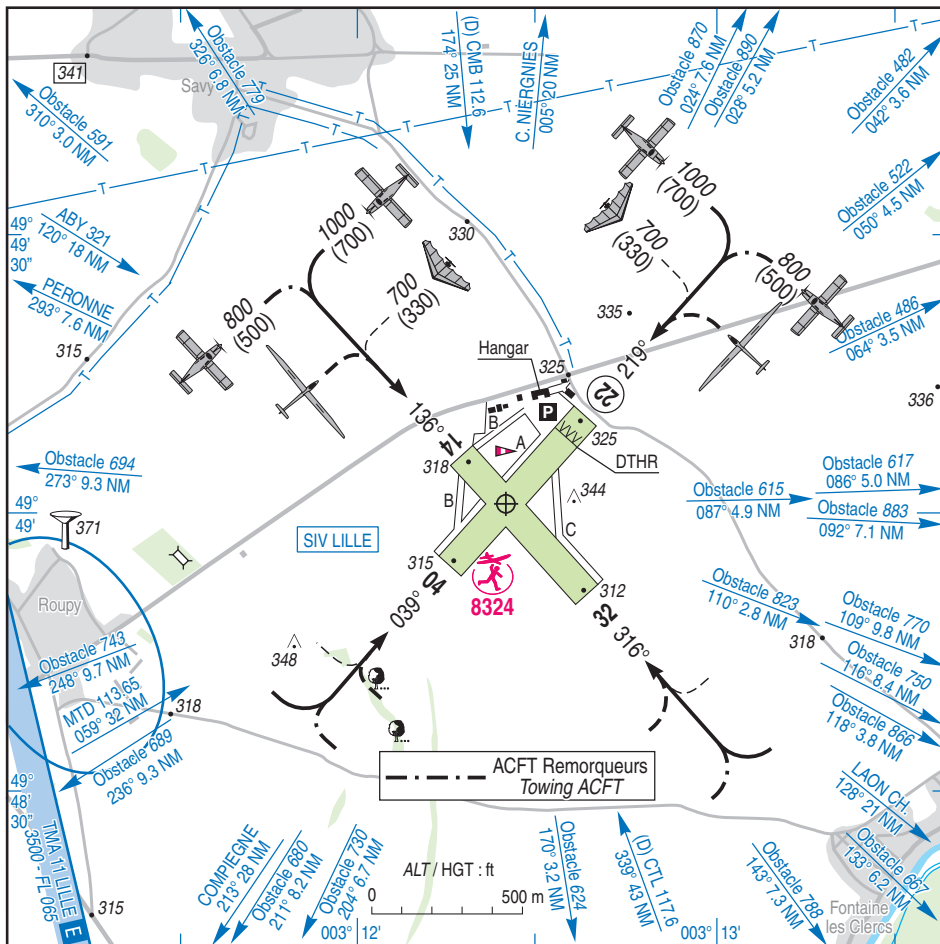 341
Savy
Obstacle 779
326° 6.8 NM
(D) CMB 112.6
174° 25 NM
C. NIERGNIES
005° 20 NM
Obstacle 870
024° 7.6 NM
Obstacle 890
028° 5.2 NM
Obstacle 482
042° 3.6 NM
Obstacle 591
310° 3.0 NM
T
T
T
T
T
T
T
T
T
Obstacle 522
050° 4.5 NM
49°
49'
30"
ABY 321
120° 18 NM
PERONNE
293° 7.6 NM
1000
(700)
330
700
(330)
800
(500)
1000
(700)
700
(330)
800
(500)
335
Obstacle 486
064° 3.5 NM
315
Hangar
325
219°
22
336
136°
14
B
P
A
325
DTHR
318
B
C
344
Obstacle 694
273° 9.3 NM
49°
49'
371
SIV LILLE
Obstacle 615
087° 4.9 NM
Obstacle 617
086° 5.0 NM
Obstacle 883
092° 7.1 NM
Roupy
315
04
039°
8324
312
32
316°
Obstacle 823
110° 2.8 NM
318
Obstacle 770
109° 9.8 NM
Obstacle 750
116° 8.4 NM
Obstacle 866
118° 3.8 NM
348
Obstacle 743
248° 9.7 NM
MTD 113.65
059° 32 NM
318
Obstacle 689
236° 9.3 NM
49°
48'
30"
ACFT Remorqueurs
Towing ACFT
LAON CH.
128° 21 NM
Obstacle 667
133° 6.2 NM
TMA 11 LILLE E
3500 - FL 065
315
COMPIEGNE
213° 28 NM
Obstacle 680
211° 8.2 NM
Obstacle 730
204° 6.7 NM
ALT / HGT : ft
0 500 m
Obstacle 624
170° 3.2 NM
(D) CTL 117.6
339° 43 NM
Obstacle 788
143° 7.3 NM
Fontaine
les Clercs
003° 12'
003° 13'